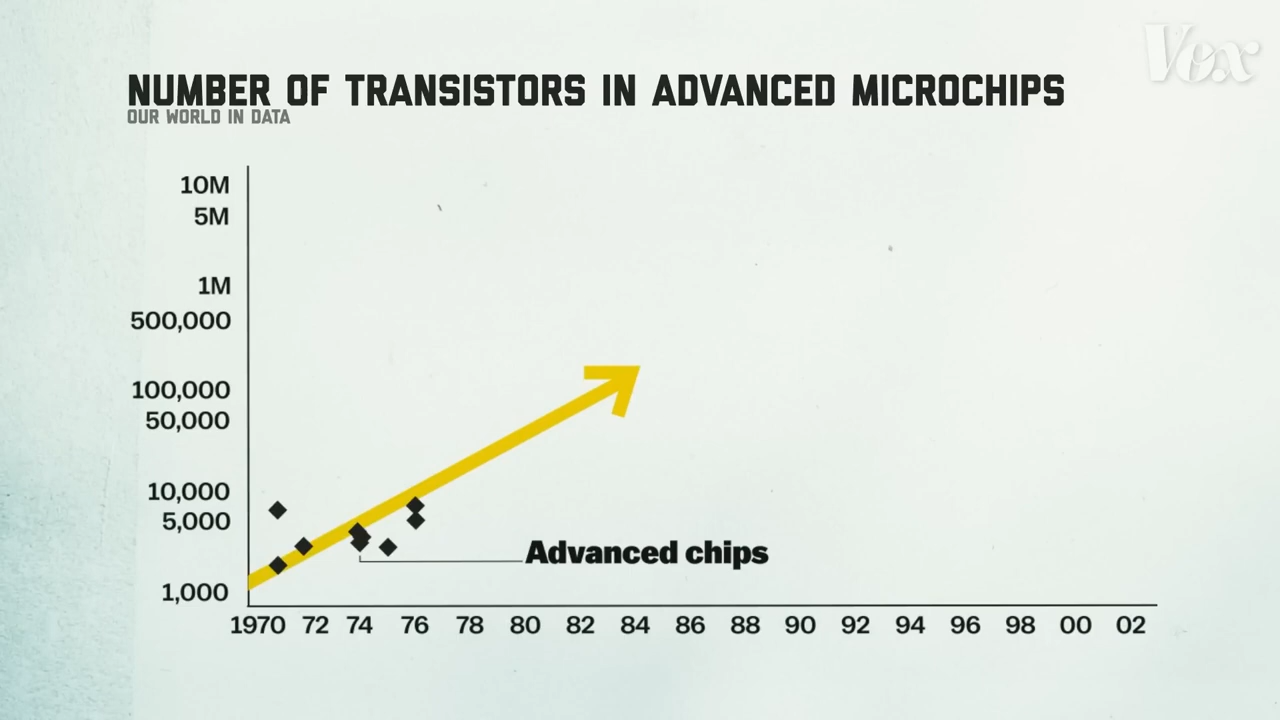 Vox
NUMBER OF TRANSISTORS IN ADVANCED MICROCHIPS
OUR WORLD IN DATA
10M
5M
1M
500,000
100,000
50,000
10,000
5,000
1,000
Advanced chips
1970 72 74 76 78 80 82 84 86 88 90 92 94 96 98 00 02